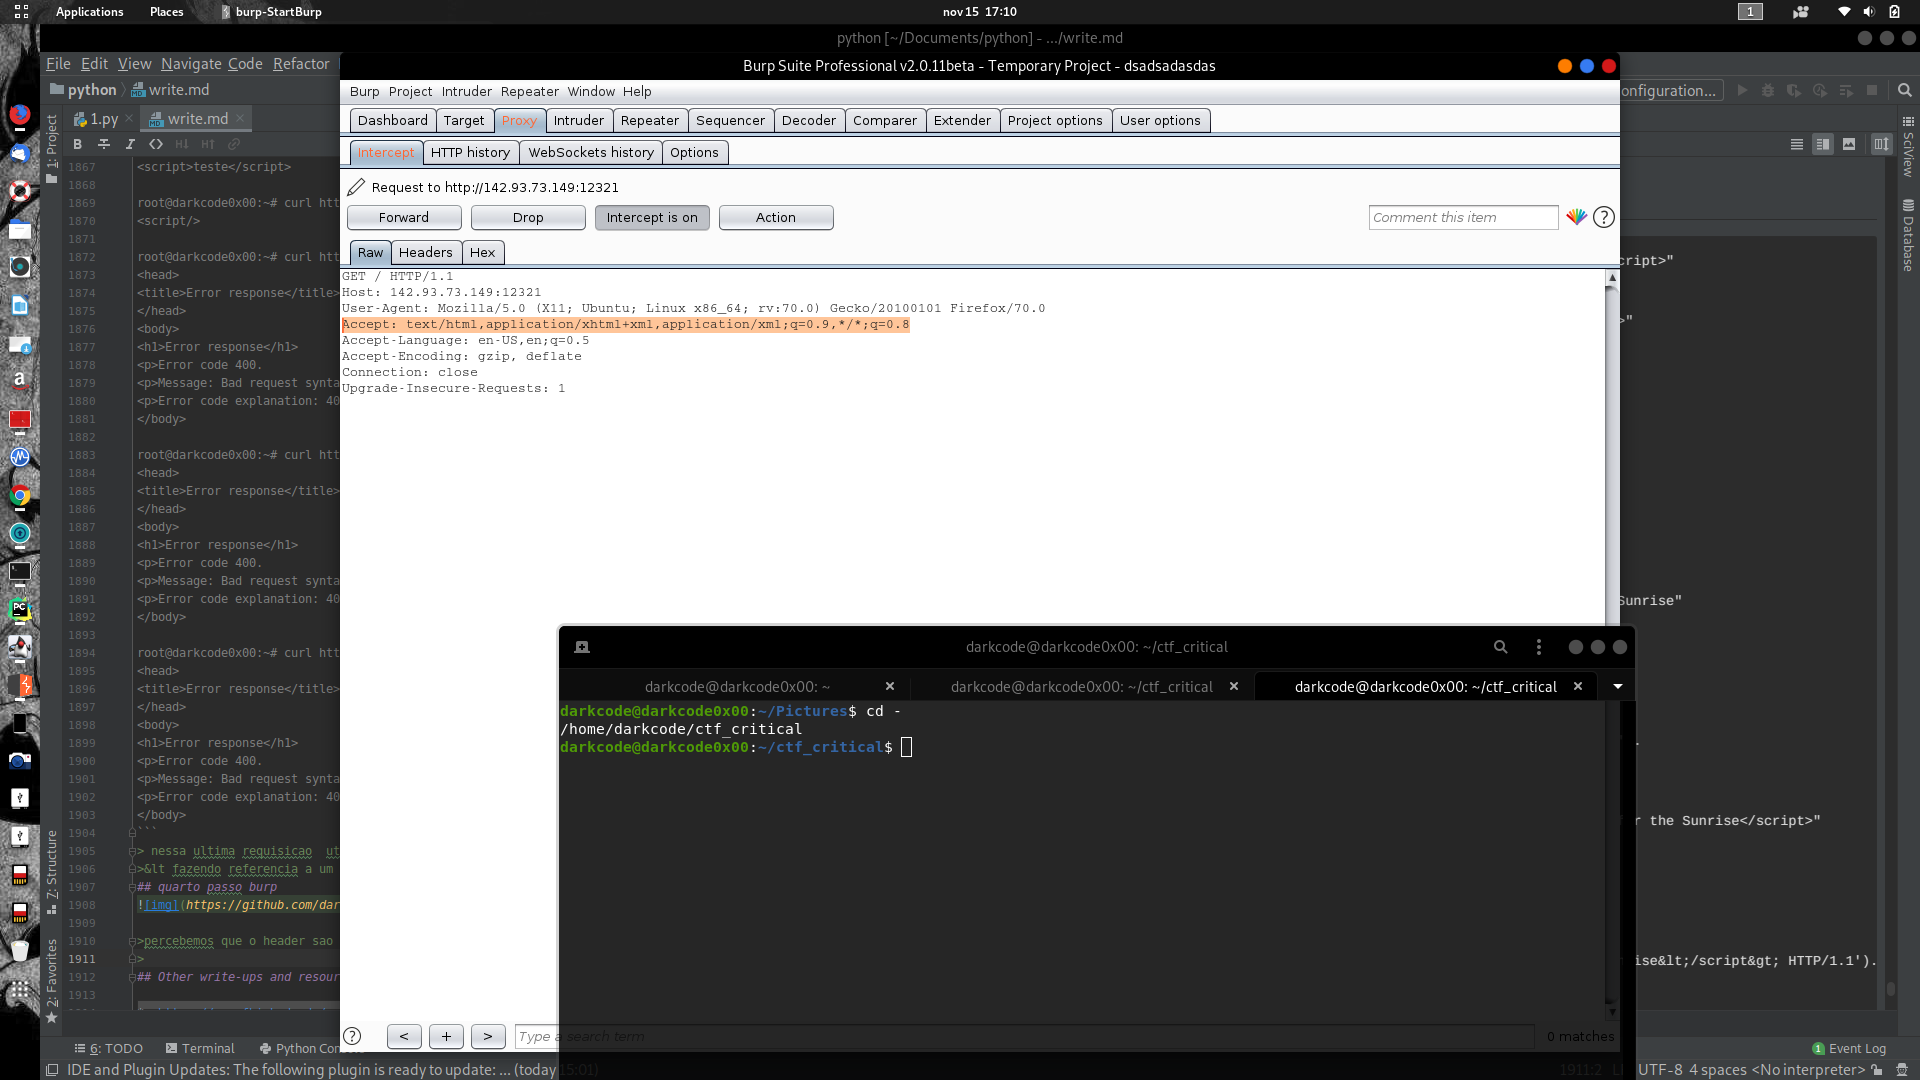 Applications Places burp-StartBurp
nov 15 17:10
1
python [~/Documents/python] - .../write.md
File Edit View Navigate Code Refactor
Burp Suite Professional v2.0.11beta - Temporary Project - dsadsadasdas
python write.md
Burp Project Intruder Repeater Window Help
onfiguration...
1.py write.md
Dashboard Target Proxy Intruder Repeater Sequencer Decoder Comparer Extender Project options User options
Intercept HTTP history WebSockets history Options
Request to http://142.93.73.149:12321
Forward Drop Intercept is on Action
Comment this item
Raw Headers Hex
GET / HTTP/1.1
Host: 142.93.73.149:12321
User-Agent: Mozilla/5.0 (X11; Ubuntu; Linux x86_64; rv:70.0) Gecko/20100101 Firefox/70.0
Accept: text/html,application/xhtml+xml,application/xml;q=0.9,*/*;q=0.8
Accept-Language: en-US,en;q=0.5
Accept-Encoding: gzip, deflate
Connection: close
Upgrade-Insecure-Requests: 1
1: Project
7: Structure
2: Favorites
SciView
Database
1867 <script>teste</script>
1868
1869 root@darkcode0x00:~# curl htt
1870 <script/>
1871
1872 root@darkcode0x00:~# curl htt
1873 <head>
1874 <title>Error response</title>
1875 </head>
1876 <body>
1877 <h1>Error response</h1>
1878 <p>Error code 400.
1879 <p>Message: Bad request synta
1880 <p>Error code explanation: 40
1881 </body>
1882
1883 root@darkcode0x00:~# curl htt
1884 <head>
1885 <title>Error response</title>
1886 </head>
1887 <body>
1888 <h1>Error response</h1>
1889 <p>Error code 400.
1890 <p>Message: Bad request synta
1891 <p>Error code explanation: 40
1892 </body>
1893
1894 root@darkcode0x00:~# curl htt
1895 <head>
1896 <title>Error response</title>
1897 </head>
1898 <body>
1899 <h1>Error response</h1>
1900 <p>Error code 400.
1901 <p>Message: Bad request synta
1902 <p>Error code explanation: 40
1903 </body>
1904 ```
1905 > nessa ultima requisicao ut
1906 >&lt fazendo referencia a um
1907 ## quarto passo burp
1908 ![img](https://github.com/dar
1909
1910 >percebemos que o header sao
1911 >
1912 ## Other write-ups and resour
1913
cript>"
>"
Sunrise"
r the Sunrise</script>"
ise&lt;/script&gt; HTTP/1.1').
darkcode@darkcode0x00: ~/ctf_critical
darkcode@darkcode0x00: ~ darkcode@darkcode0x00: ~/ctf_critical darkcode@darkcode0x00: ~/ctf_critical
darkcode@darkcode0x00:~/Pictures$ cd -
/home/darkcode/ctf_critical
darkcode@darkcode0x00:~/ctf_critical$
< + > Type a search term 0 matches
6: TODO Terminal Python Con
1 Event Log
IDE and Plugin Updates: The following plugin is ready to update: ... (today 15:01)
1911:2 UTF-8 4 spaces <No interpreter>